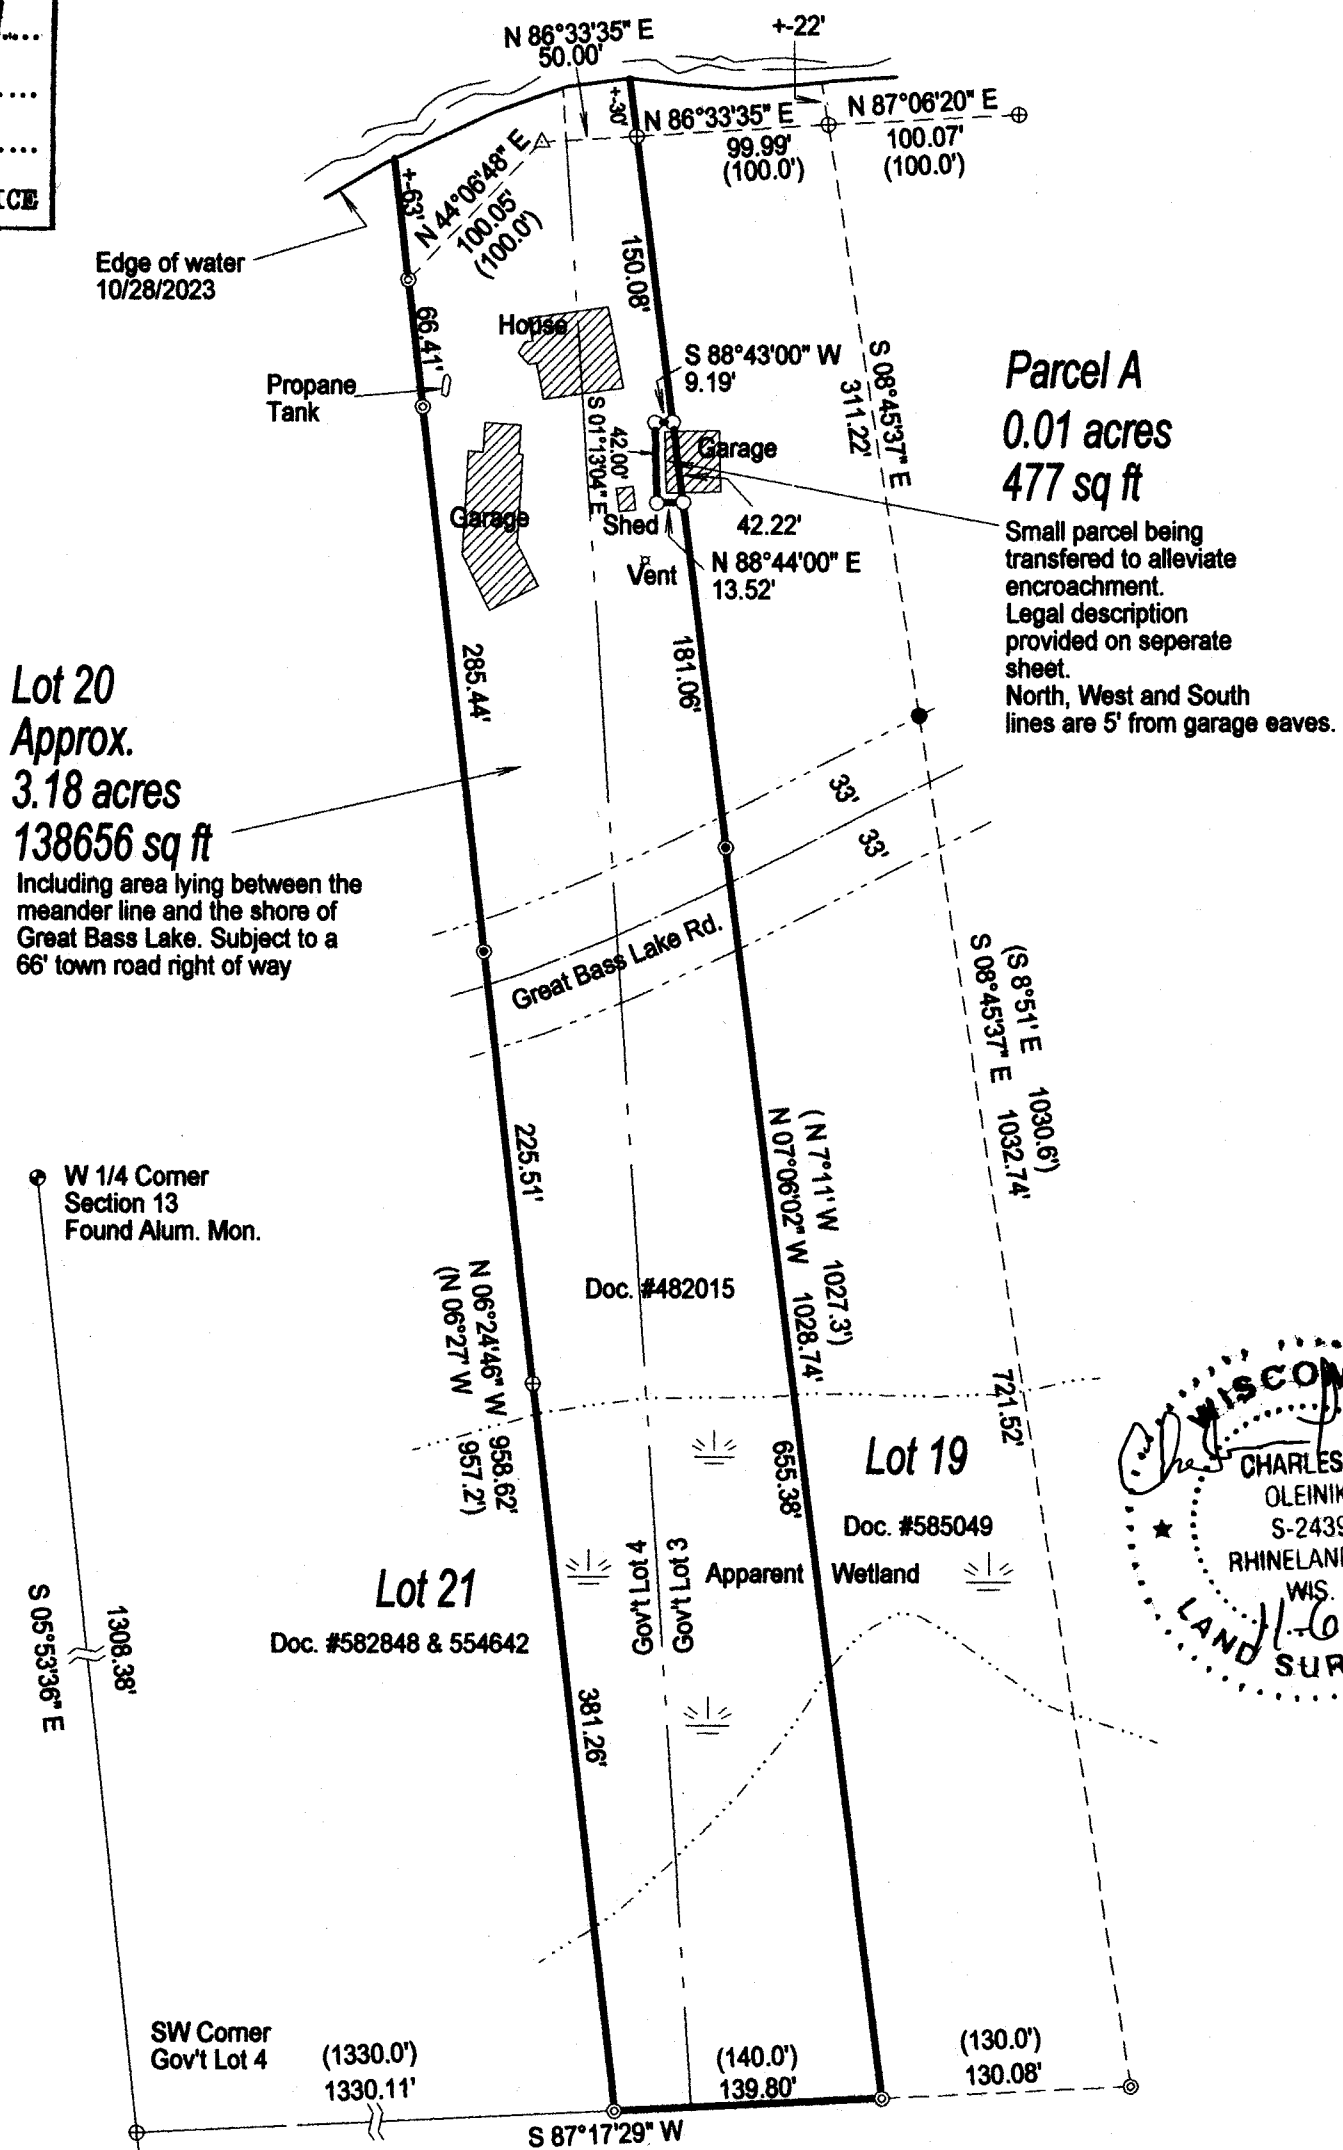 ICE
N 86°33'35" E
50.00'
+-22'
+-30'
N 86°33'35" E
99.99'
(100.0')
N 87°06'20" E
100.07'
(100.0')
+-63'
N 44°06'48" E
100.05'
(100.0')
Edge of water
10/28/2023
66.41'
150.08'
House
S 88°43'00" W
9.19'
Propane
Tank
S 08°45'37" E
311.22'
Parcel A
0.01 acres
477 sq ft
Small parcel being
transfered to alleviate
encroachment.
Legal description
provided on seperate
sheet.
North, West and South
lines are 5' from garage eaves.
S 01°13'04" E
42.00'
Garage
Garage
Shed
42.22'
Vent
N 88°44'00" E
13.52'
285.44'
181.06'
Lot 20
Approx.
3.18 acres
138656 sq ft
Including area lying between the
meander line and the shore of
Great Bass Lake. Subject to a
66' town road right of way
33'
33'
Great Bass Lake Rd.
(S 8°51' E 1030.6')
S 08°45'37" E 1032.74'
225.51'
(N 7°11' W 1027.3')
N 07°06'02" W 1028.74'
W 1/4 Corner
Section 13
Found Alum. Mon.
N 06°24'46" W 958.62'
(N 06°27' W 957.2')
Doc. #482015
721.52'
655.38'
Lot 19
Doc. #585049
Gov't Lot 4
Gov't Lot 3
Apparent Wetland
Lot 21
Doc. #582848 & 554642
S 05°53'36" E
1308.38'
381.26'
WISCON
CHARLES
OLEINIK
S-2439
RHINELAN
WIS.
11-6
LAND SUR
SW Corner
Gov't Lot 4
(1330.0')
1330.11'
(140.0')
139.80'
(130.0')
130.08'
S 87°17'29" W